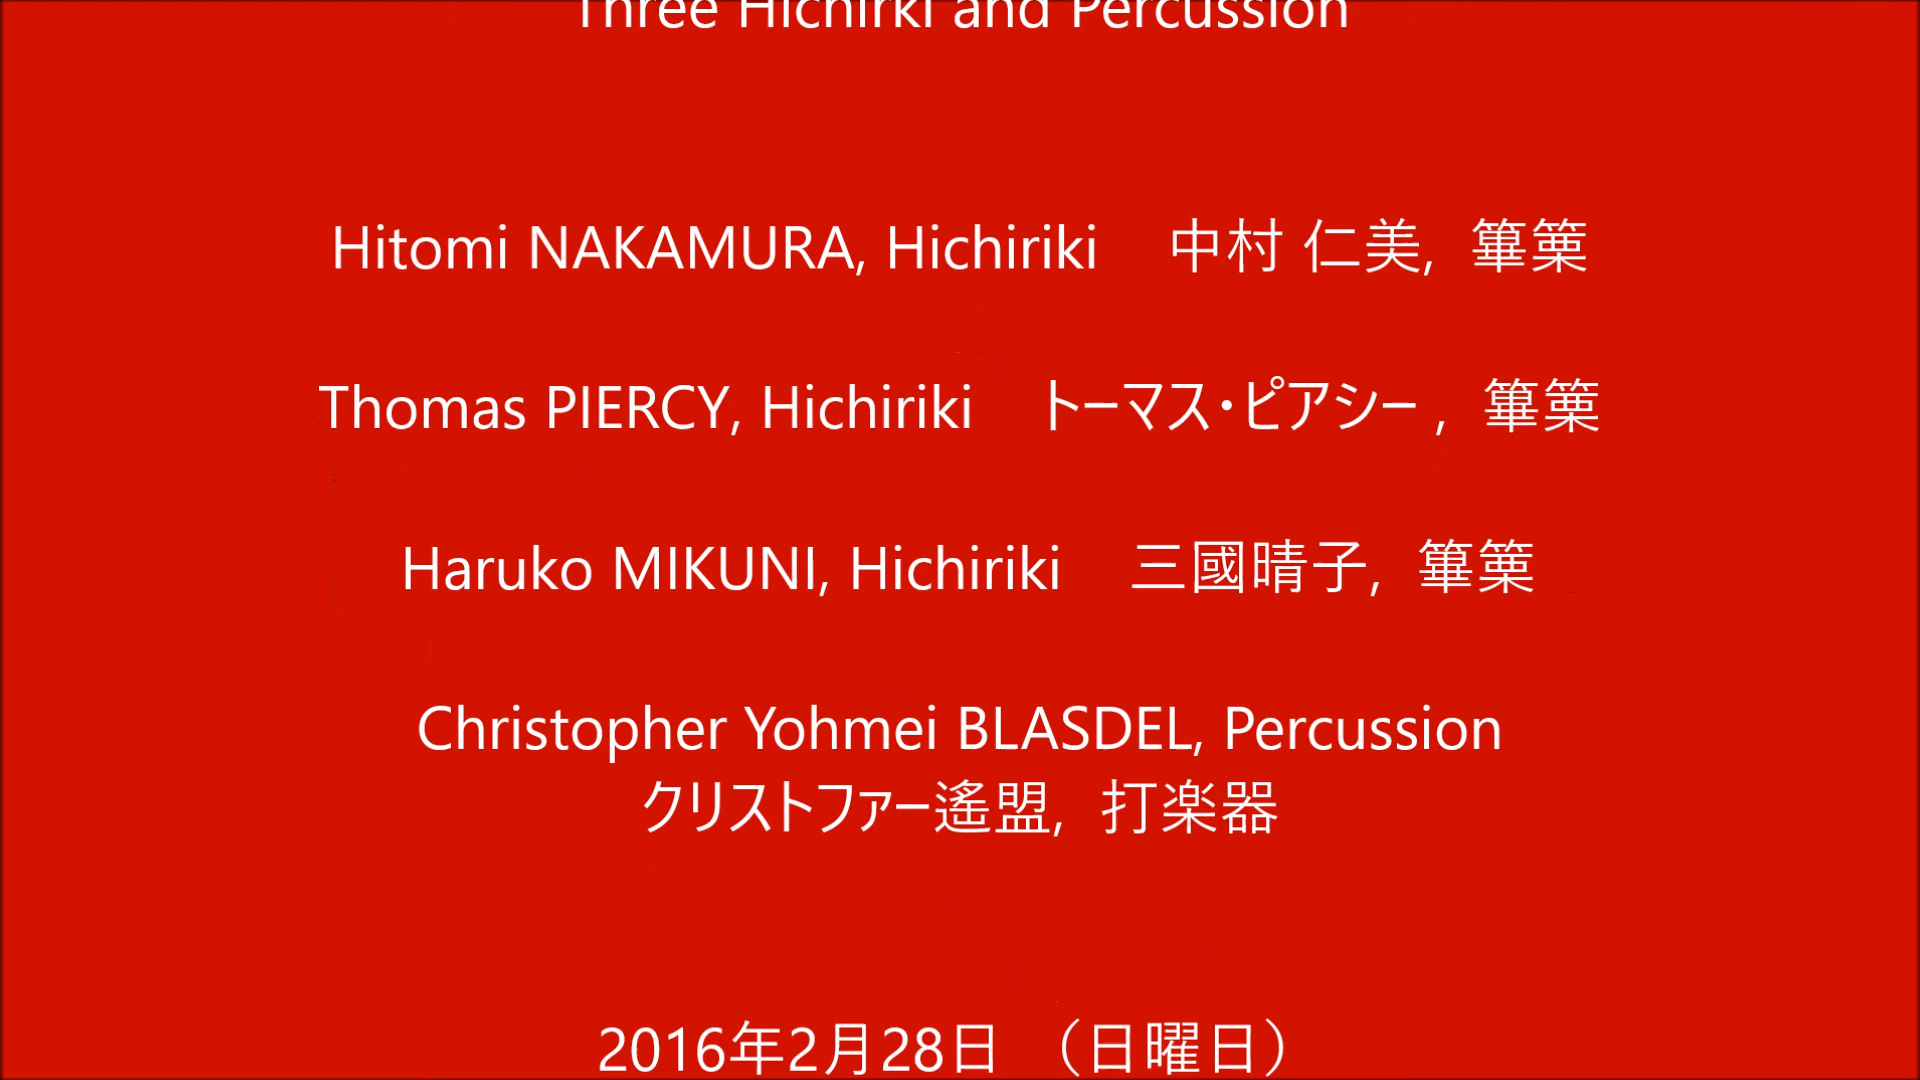 Three Hichirki and Percussion
Hitomi NAKAMURA, Hichiriki 中村 仁美, 篳篥
Thomas PIERCY, Hichiriki トーマス・ピアシー , 篳篥
Haruko MIKUNI, Hichiriki 三國晴子, 篳篥
Christopher Yohmei BLASDEL, Percussion
クリストファー遙盟, 打楽器
2016年2月28日 （日曜日）